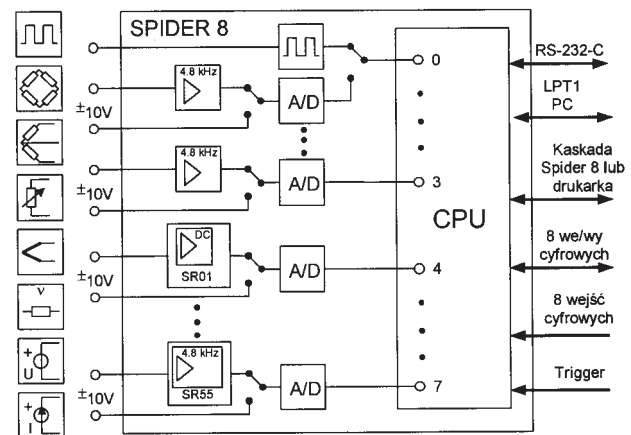 SPIDER 8
4.8 kHz
±10V
A/D
0
RS-232-C
LPT1
PC
4.8 kHz
±10V
A/D
3
CPU
Kaskada
Spider 8 lub
drukarka
DC
SR01
±10V
A/D
4
8 we/wy
cyfrowych
ν
8 wejść
cyfrowych
+
U
4.8 kHz
SR55
±10V
A/D
7
Trigger
+
I